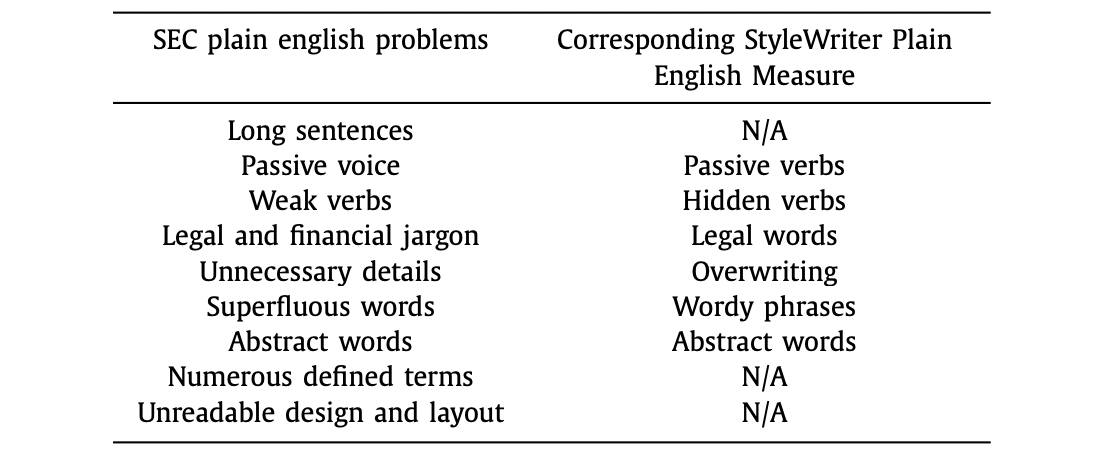 SEC plain english problems Corresponding StyleWriter Plain
English Measure
Long sentences N/A
Passive voice Passive verbs
Weak verbs Hidden verbs
Legal and financial jargon Legal words
Unnecessary details Overwriting
Superfluous words Wordy phrases
Abstract words Abstract words
Numerous defined terms N/A
Unreadable design and layout N/A